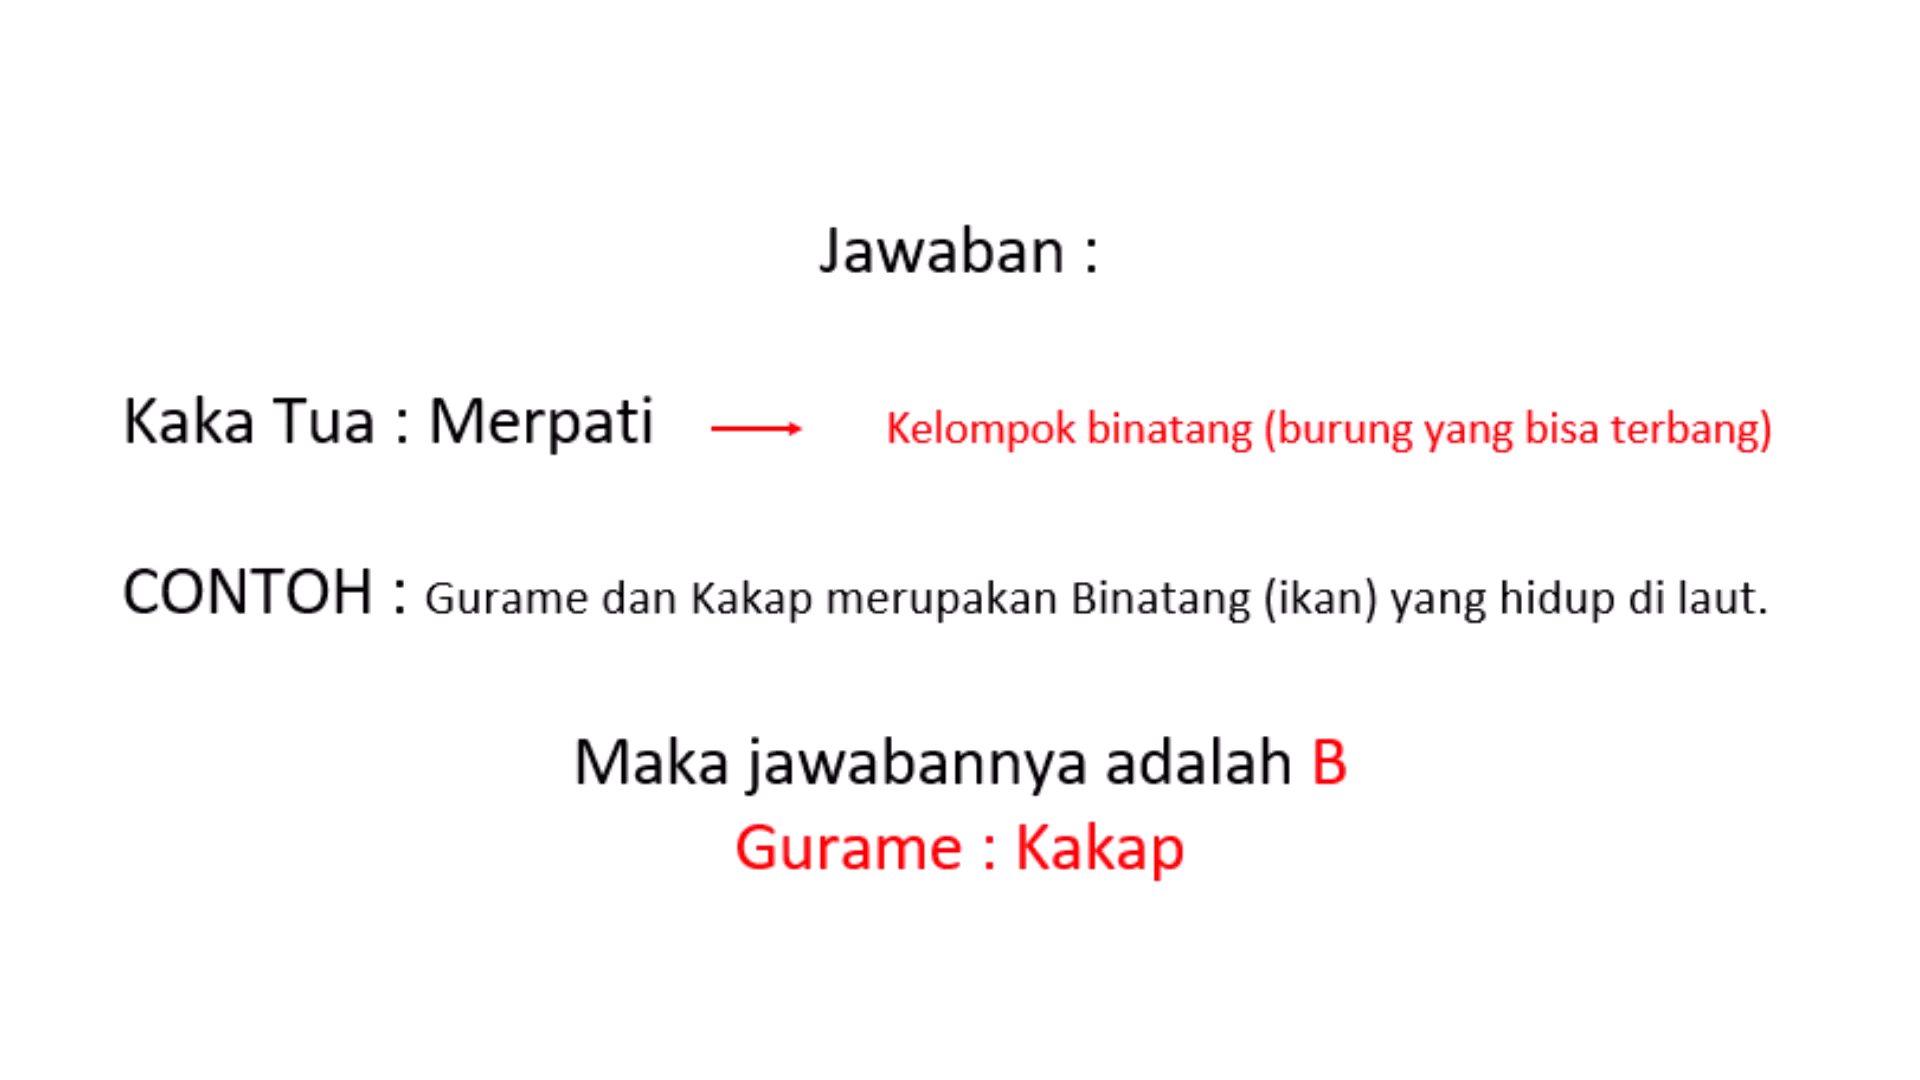 Jawaban :
Kaka Tua : Merpati → Kelompok binatang (burung yang bisa terbang)
CONTOH : Gurame dan Kakap merupakan Binatang (ikan) yang hidup di laut.
Maka jawabannya adalah B
Gurame : Kakap